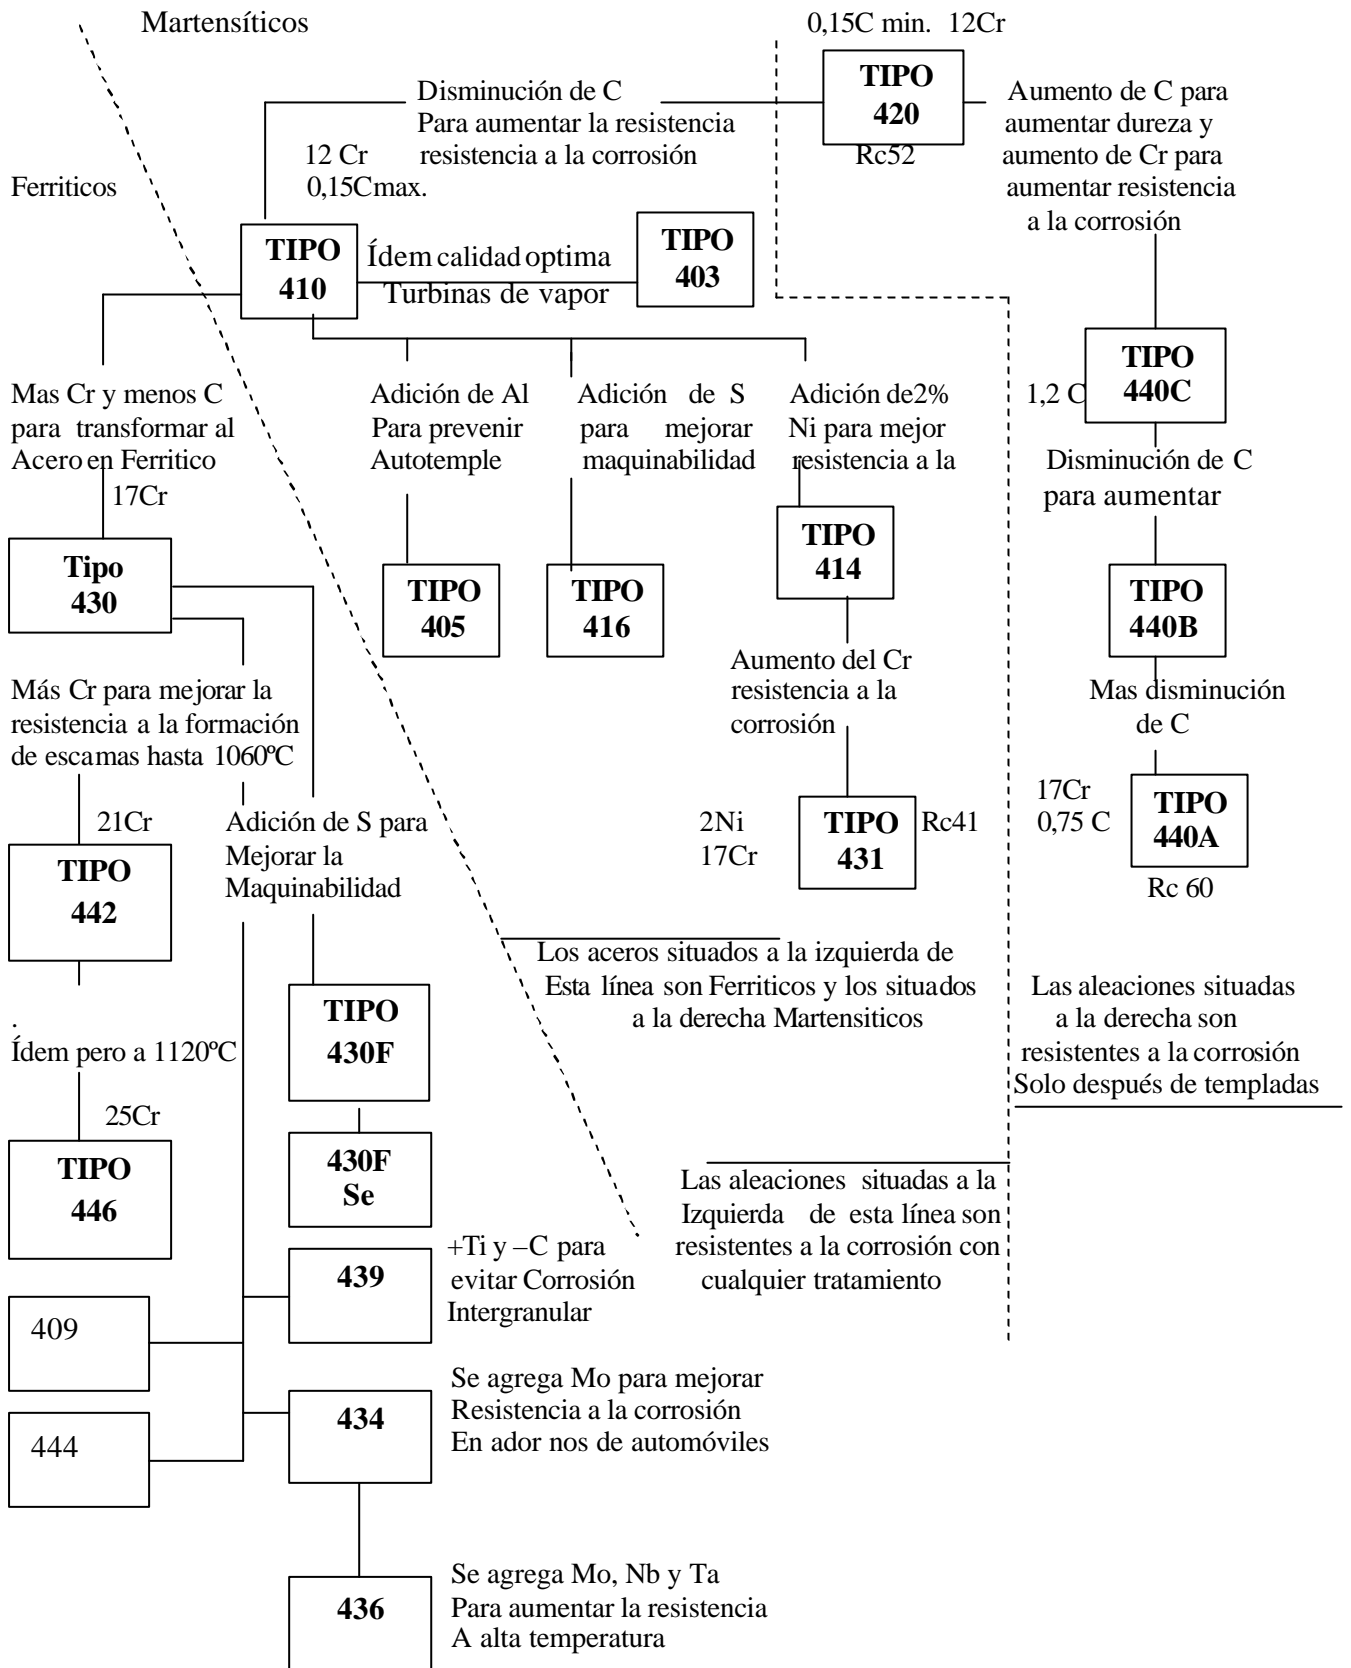 Martensíticos
0,15C min. 12Cr
TIPO
420
Rc52
Disminución de C
Para aumentar la resistencia
resistencia a la corrosión
Aumento de C para
aumentar dureza y
aumento de Cr para
aumentar resistencia
a la corrosión
12 Cr
0,15Cmax.
Ferriticos
TIPO
410
Ídem calidad optima
Turbinas de vapor
TIPO
403
TIPO
440C
1,2 C
Mas Cr y menos C
para transformar al
Acero en Ferritico
17Cr
Adición de Al
Para prevenir
Autotemple
Adición de S
para mejorar
maquinabilidad
Adición de2%
Ni para mejor
resistencia a la
Disminución de C
para aumentar
Tipo
430
TIPO
405
TIPO
416
TIPO
414
TIPO
440B
Aumento del Cr
resistencia a la
corrosión
Mas disminución
de C
Más Cr para mejorar la
resistencia a la formación
de escamas hasta 1060ºC
21Cr
TIPO
442
Adición de S para
Mejorar la
Maquinabilidad
2Ni
17Cr
TIPO
431
Rc41
17Cr
0,75 C
TIPO
440A
Rc 60
Los aceros situados a la izquierda de
Esta línea son Ferriticos y los situados
a la derecha Martensiticos
Las aleaciones situadas
a la derecha son
resistentes a la corrosión
Solo después de templadas
.
Ídem pero a 1120ºC
25Cr
TIPO
446
TIPO
430F
430F
Se
Las aleaciones situadas a la
Izquierda de esta línea son
resistentes a la corrosión con
cualquier tratamiento
439
+Ti y –C para
evitar Corrosión
Intergranular
409
444
434
Se agrega Mo para mejorar
Resistencia a la corrosión
En ador nos de automóviles
436
Se agrega Mo, Nb y Ta
Para aumentar la resistencia
A alta temperatura